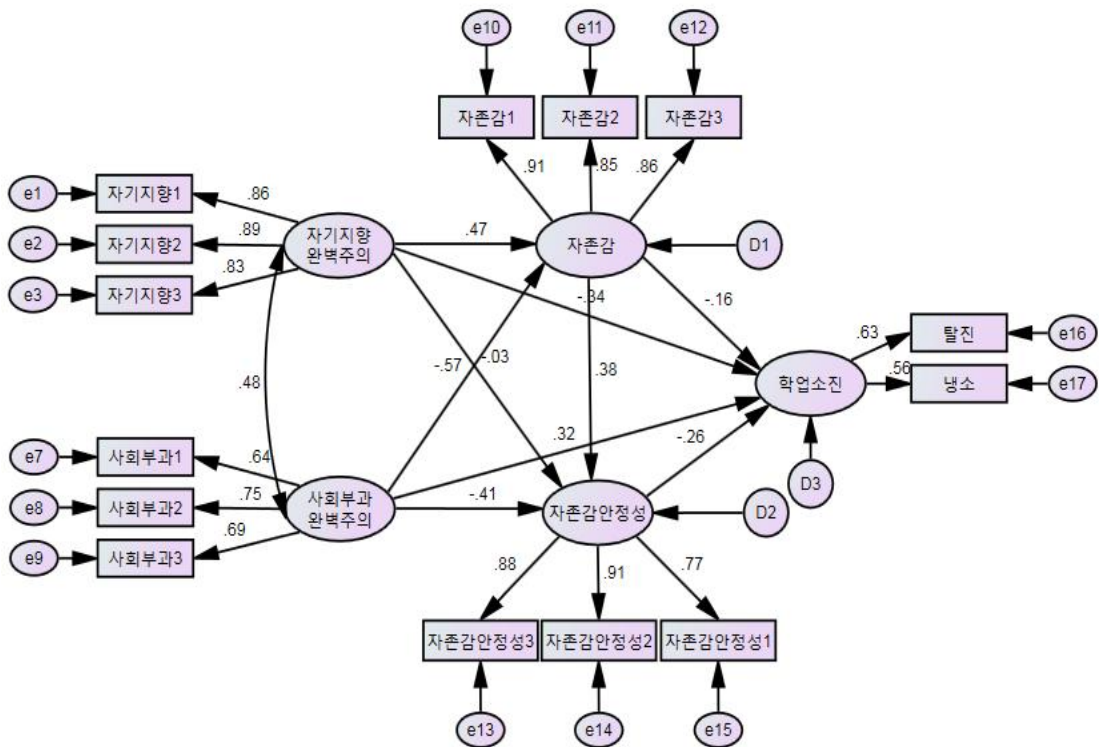 e10
e11
e12
자존감1
자존감2
자존감3
.91
.85
.86
e1
자기지향1
.86
e2
자기지향2
.89
e3
자기지향3
.83
자기지향
완벽주의
.47
자존감
D1
-.34
-.16
.63
탈진
e16
.56
냉소
e17
학업소진
.48
-.57
-.03
.38
.32
-.26
D3
e7
사회부과1
.64
e8
사회부과2
.75
e9
사회부과3
.69
사회부과
완벽주의
-.41
자존감안정성
D2
.88
.91
.77
자존감안정성3
자존감안정성2
자존감안정성1
e13
e14
e15